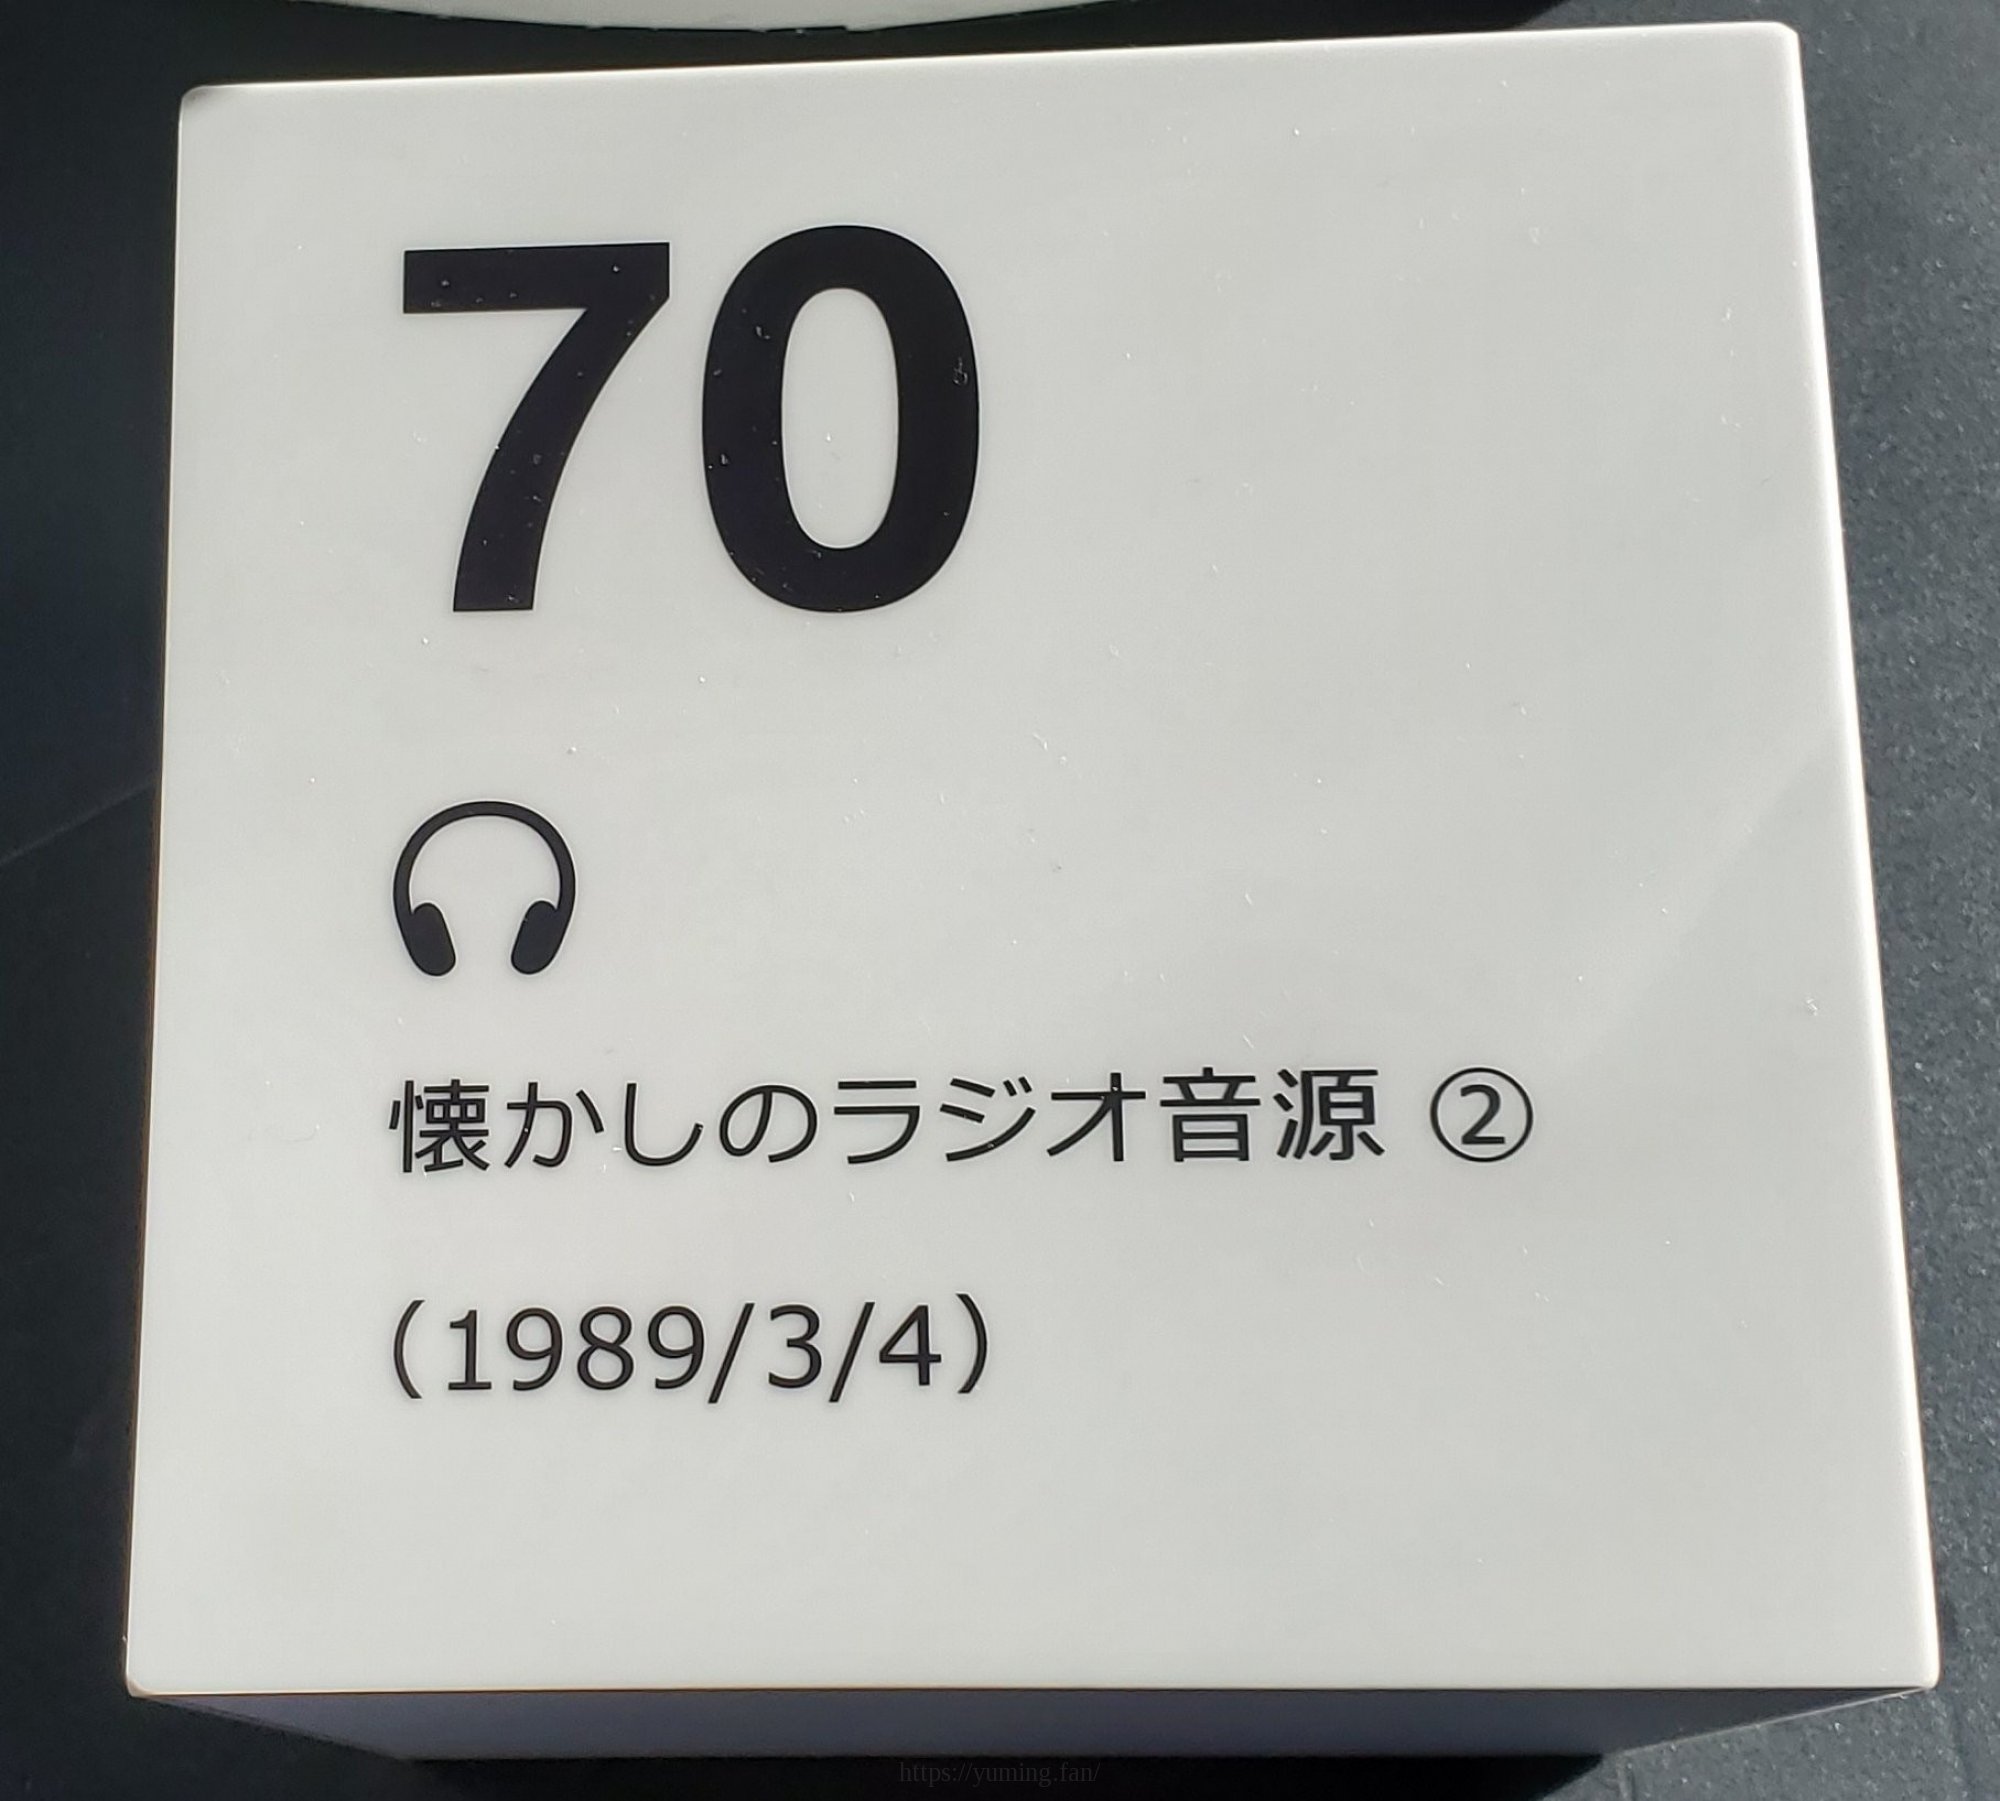 70
懐かしのラジオ音源 ②
（1989/3/4）
https://yuming.fan/